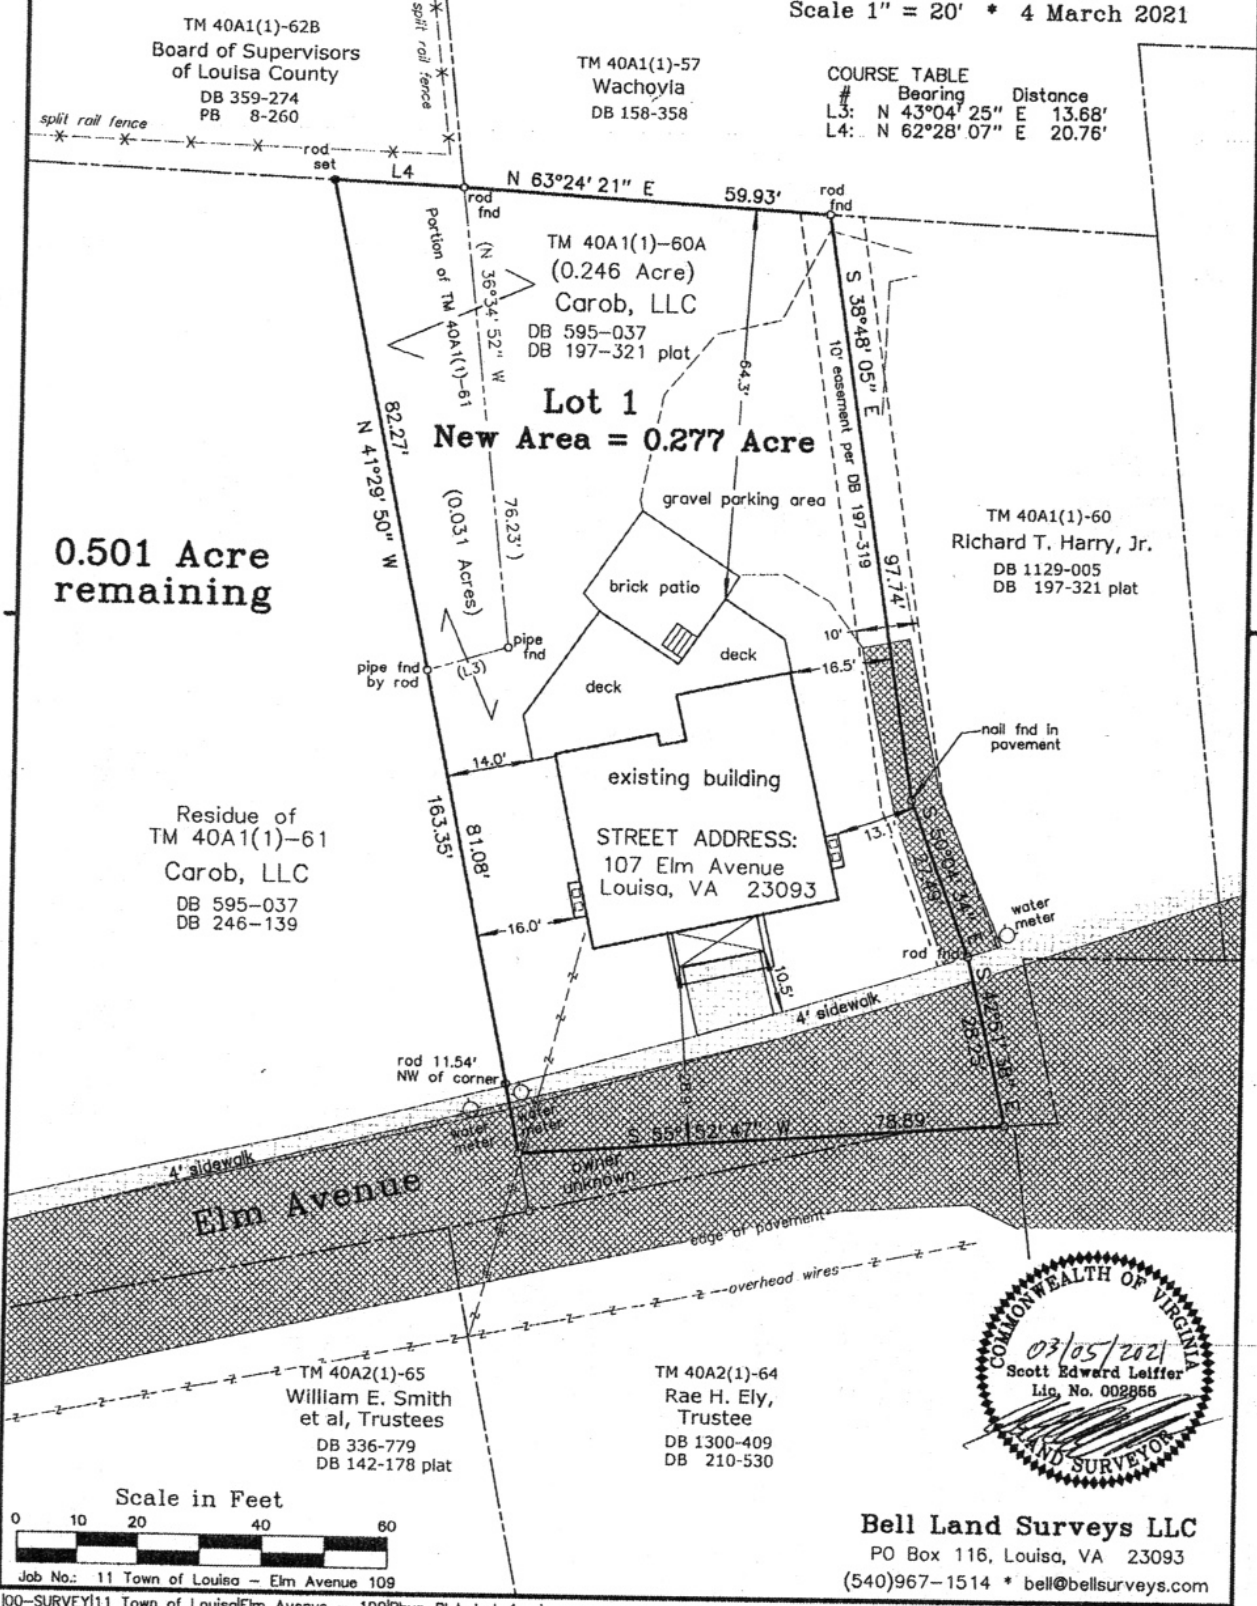 Scale 1" = 20' * 4 March 2021
TM 40A1(1)-62B
Board of Supervisors
of Louisa County
DB 359-274
PB 8-260
split rail fence
split rail fence
TM 40A1(1)-57
Wachovia
DB 158-358
COURSE TABLE
# Bearing Distance
L3: N 43°04' 25" E 13.68'
L4: N 62°28' 07" E 20.76'
rod
set
L4
rod
fnd
N 63°24' 21" E 59.93'
rod
fnd
Portion of TM 40A1(1)-61
(N 36°34' 52" W
76.23')
TM 40A1(1)-60A
(0.246 Acre)
Carob, LLC
DB 595-037
DB 197-321 plat
64.3'
S 38°48' 05" E
97.74'
10' easement per DB 197-319
Lot 1
New Area = 0.277 Acre
82.27'
N 41°29' 50" W
(0.031 Acres)
gravel parking area
0.501 Acre
remaining
TM 40A1(1)-60
Richard T. Harry, Jr.
DB 1129-005
DB 197-321 plat
brick patio
pipe
fnd
pipe fnd
by rod
(L3)
deck
deck
10'
16.5'
nail fnd in
pavement
14.0'
existing building
STREET ADDRESS:
107 Elm Avenue
Louisa, VA 23093
13.1'
S 50°04' 34" E
27.49'
163.35'
81.08'
Residue of
TM 40A1(1)-61
Carob, LLC
DB 595-037
DB 246-139
16.0'
water
meter
rod fnd
10.5'
4' sidewalk
S 42°51' 38" E
28.25'
rod 11.54'
NW of corner
water
meter
water
meter
S 55°52' 47" W 78.89'
owner
unknown
4' sidewalk
Elm Avenue
edge of pavement
overhead wires
TM 40A2(1)-65
William E. Smith
et al, Trustees
DB 336-779
DB 142-178 plat
TM 40A2(1)-64
Rae H. Ely,
Trustee
DB 1300-409
DB 210-530
COMMONWEALTH OF VIRGINIA
03/05/2021
Scott Edward Leiffer
Lic. No. 002855
LAND SURVEYOR
Scale in Feet
0 10 20 40 60
Job No.: 11 Town of Louisa - Elm Avenue 109
Bell Land Surveys LLC
PO Box 116, Louisa, VA 23093
(540)967-1514 * bell@bellsurveys.com